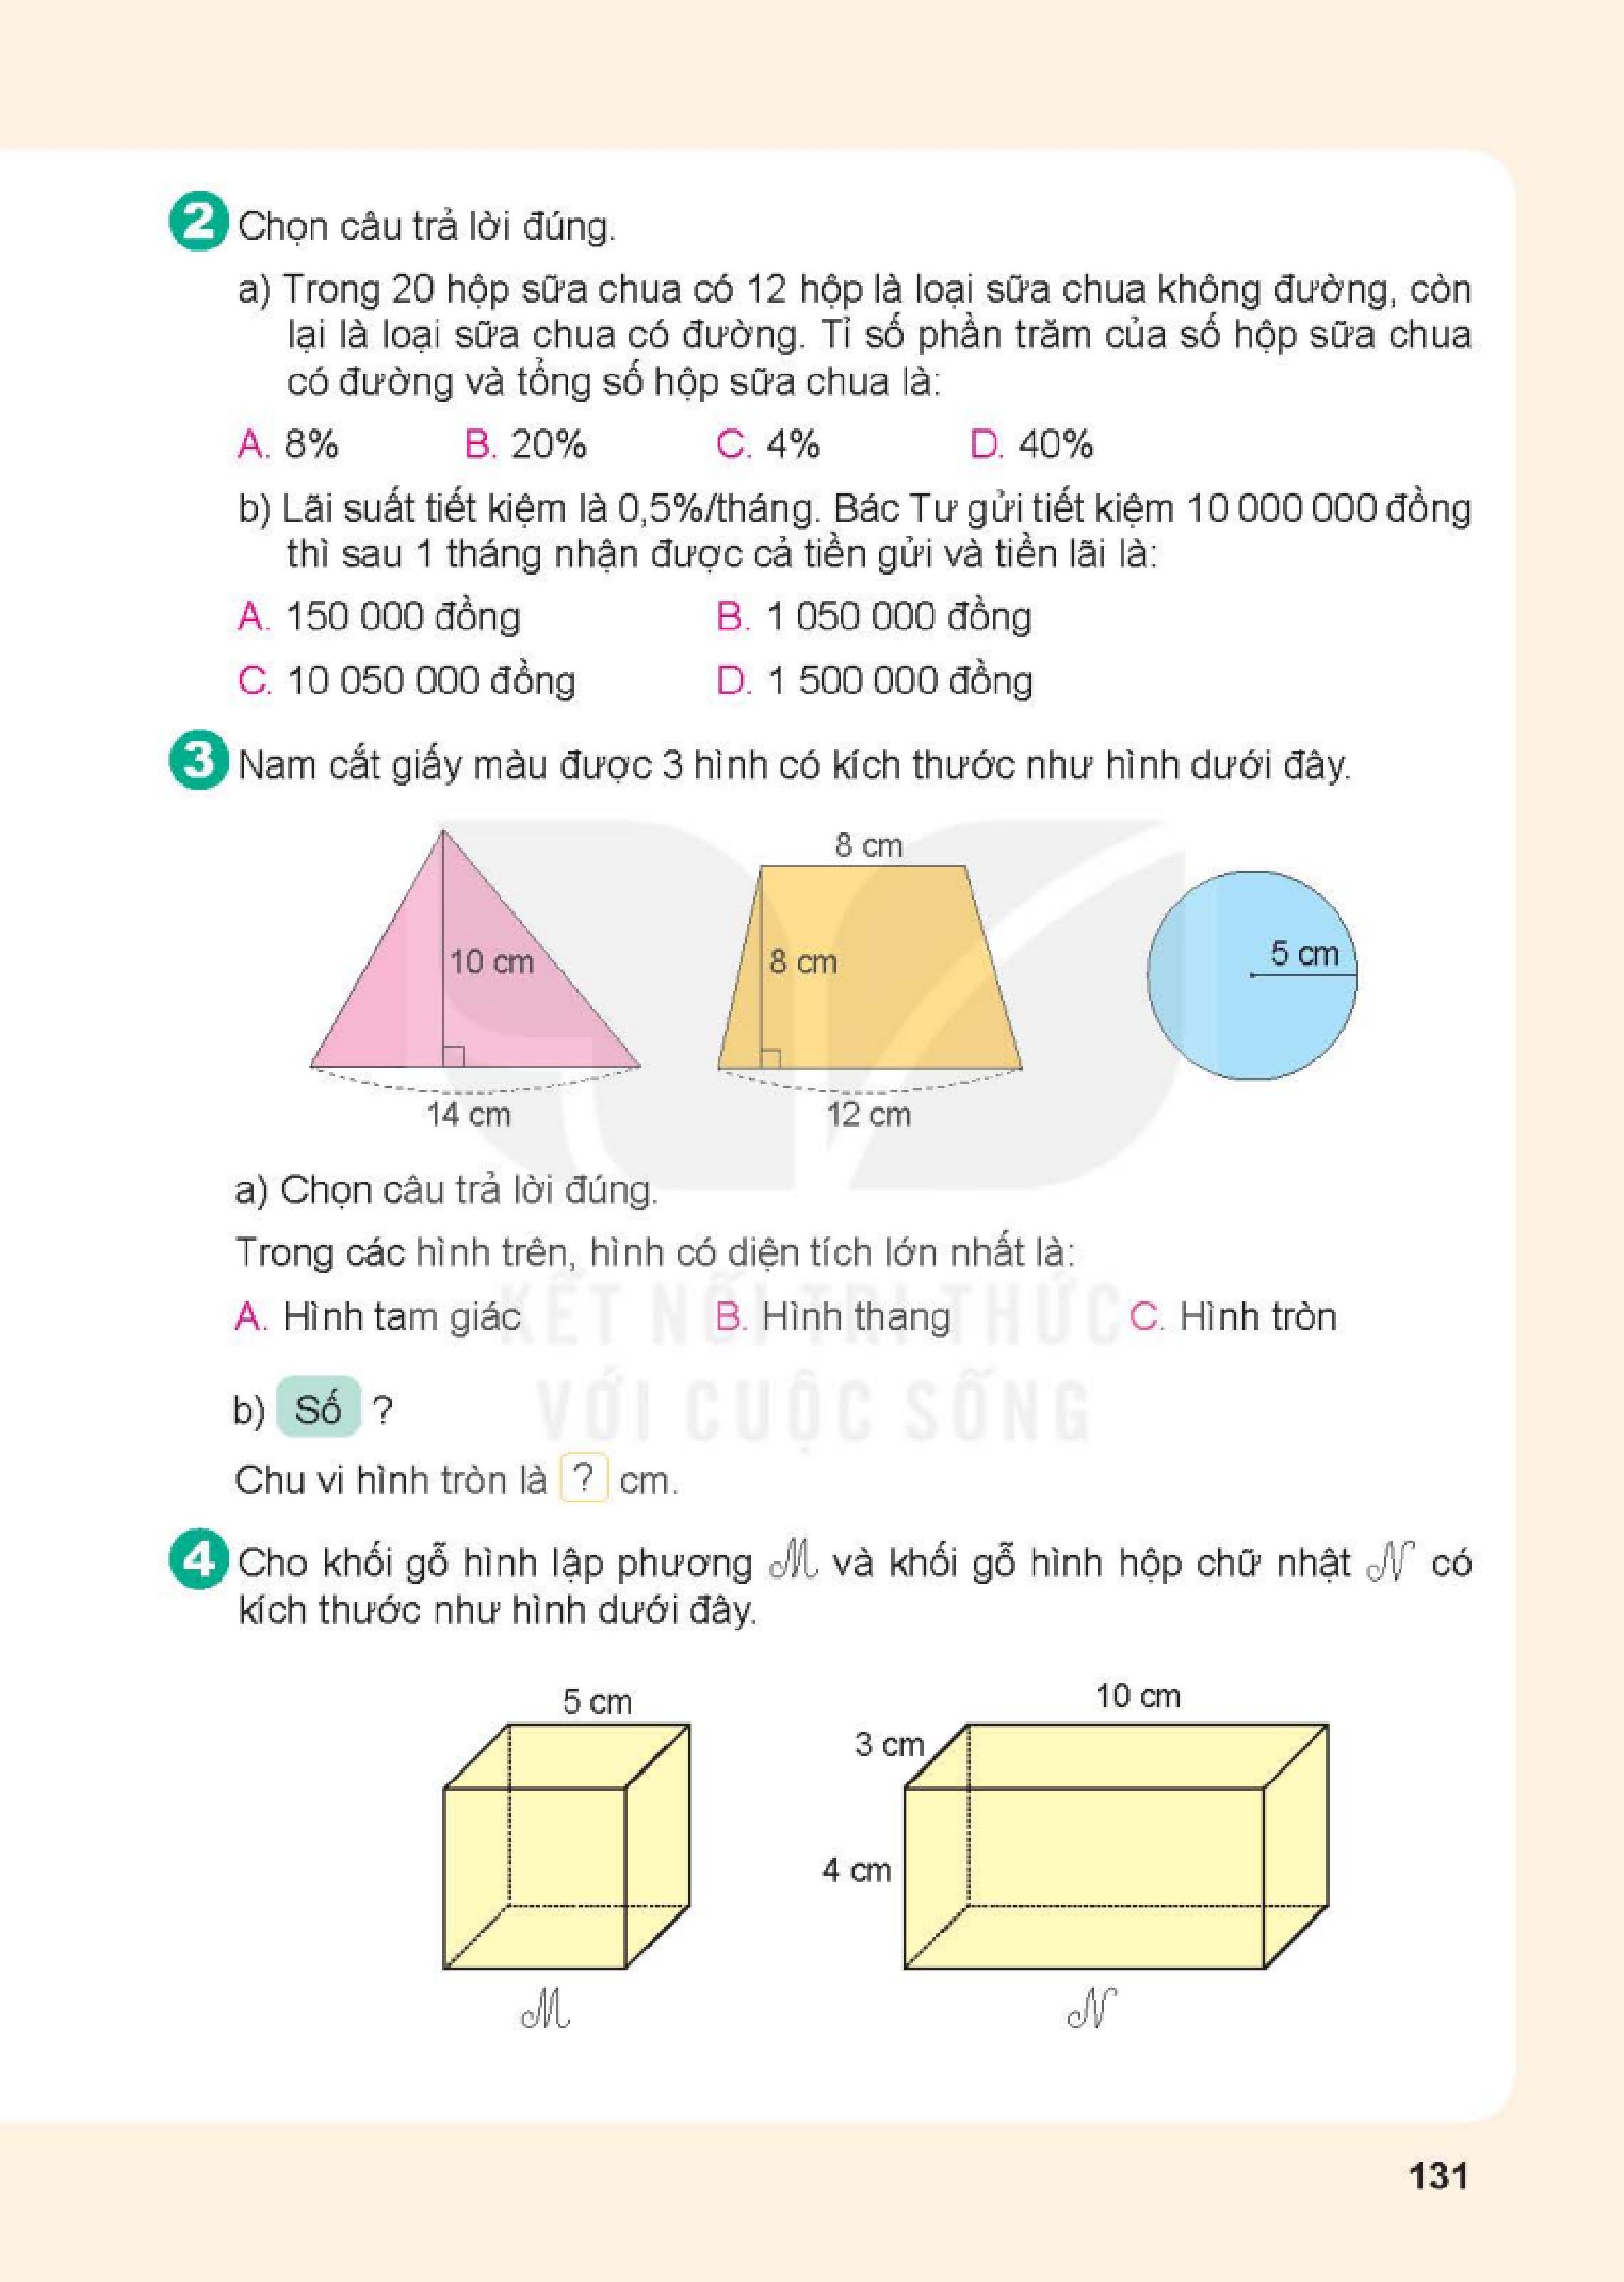 2 Chọn câu trả lời đúng.
a) Trong 20 hộp sữa chua có 12 hộp là loại sữa chua không đường, còn
lại là loại sữa chua có đường. Tỉ số phần trăm của số hộp sữa chua
có đường và tổng số hộp sữa chua là:
A. 8% B. 20% C. 4% D. 40%
b) Lãi suất tiết kiệm là 0,5%/tháng. Bác Tư gửi tiết kiệm 10 000 000 đồng
thì sau 1 tháng nhận được cả tiền gửi và tiền lãi là:
A. 150 000 đồng B. 1 050 000 đồng
C. 10 050 000 đồng D. 1 500 000 đồng
3 Nam cắt giấy màu được 3 hình có kích thước như hình dưới đây.
8 cm
10 cm 8 cm 5 cm
14 cm 12 cm
a) Chọn câu trả lời đúng.
Trong các hình trên, hình có diện tích lớn nhất là:
A. Hình tam giác B. Hình thang C. Hình tròn
KẾT NỐI TRI THỨC
b) Số ?
VỚI CUỘC SỐNG
Chu vi hình tròn là ? cm.
4 Cho khối gỗ hình lập phương M và khối gỗ hình hộp chữ nhật N có
kích thước như hình dưới đây.
5 cm 10 cm
3 cm
4 cm
M N
131